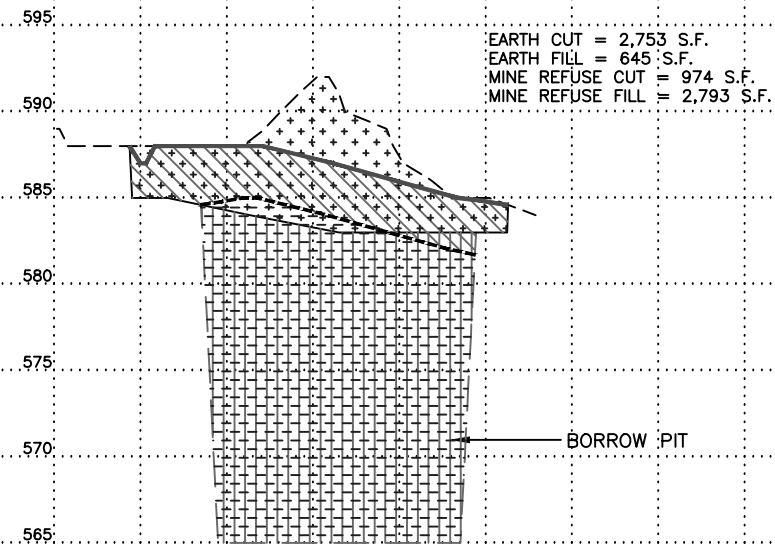 595
EARTH CUT = 2,753 S.F.
EARTH FILL = 645 S.F.
MINE REFUSE CUT = 974 S.F.
MINE REFUSE FILL = 2,793 S.F.
590
585
580
575
570
BORROW PIT
565